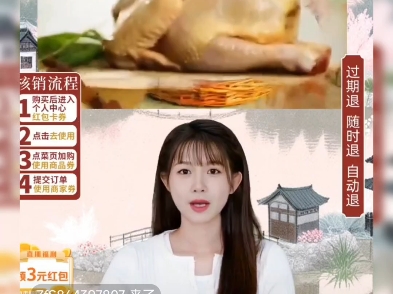 核销流程
1 购买后进入
个人中心
红包卡券
2 点击去使用
3 点菜页加购
使用商品券
4 提交订单
使用商家券
过期退 随时退 自动退
3元红包
来了